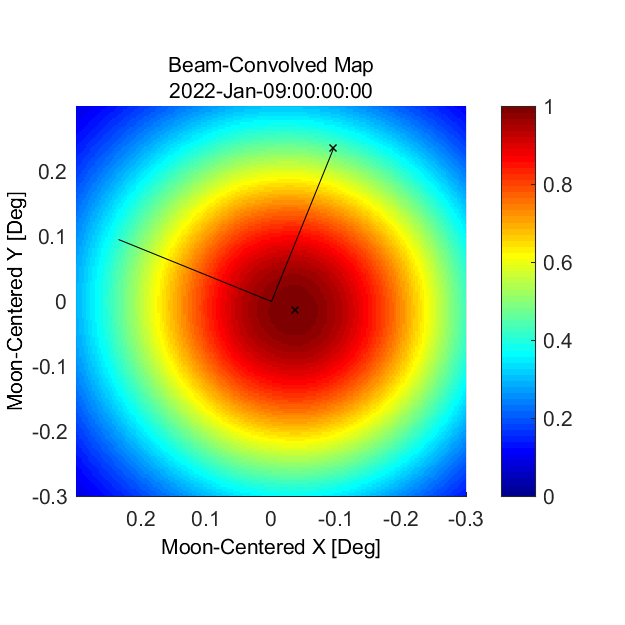 Beam-Convolved Map
2022-Jan-09:00:00:00:00
Moon-Centered Y [Deg]
0.2
0.1
0
-0.1
-0.2
-0.3
0.2 0.1 0 -0.1 -0.2 -0.3
Moon-Centered X [Deg]
1
0.8
0.6
0.4
0.2
0